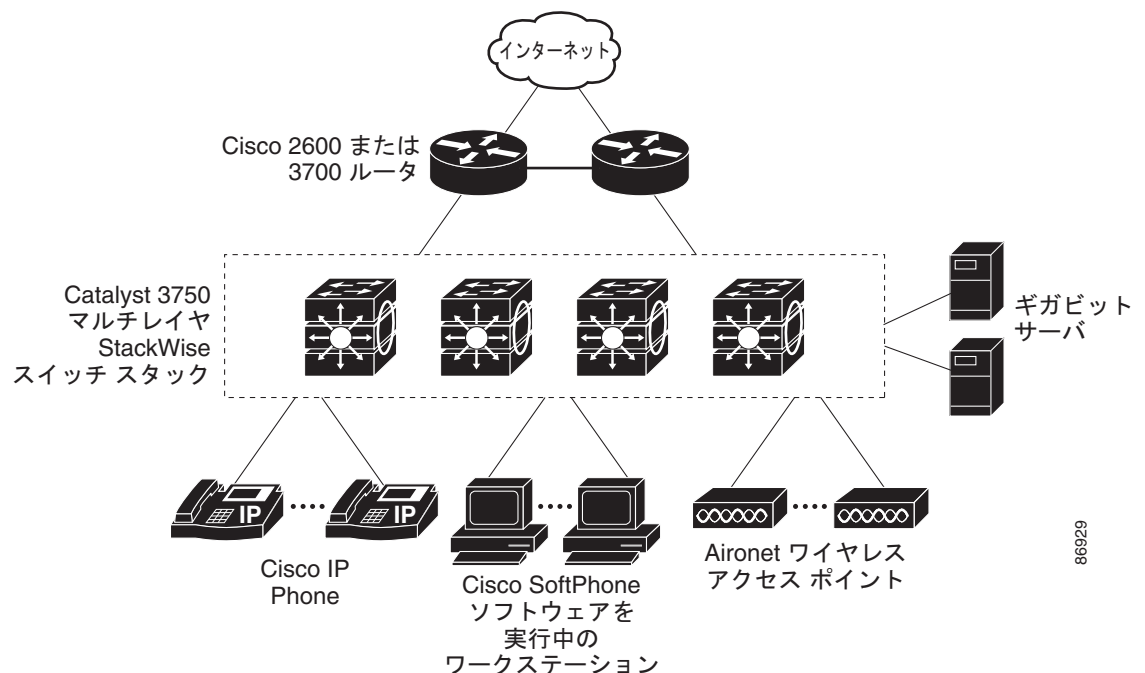 インターネット
Cisco 2600 または
3700 ルータ
Catalyst 3750
マルチレイヤ
StackWise
スイッチ スタック
ギガビット
サーバ
IP
IP
Cisco IP
Phone
Cisco SoftPhone
ソフトウェアを
実行中の
ワークステーション
Aironet ワイヤレス
アクセス ポイント
86929